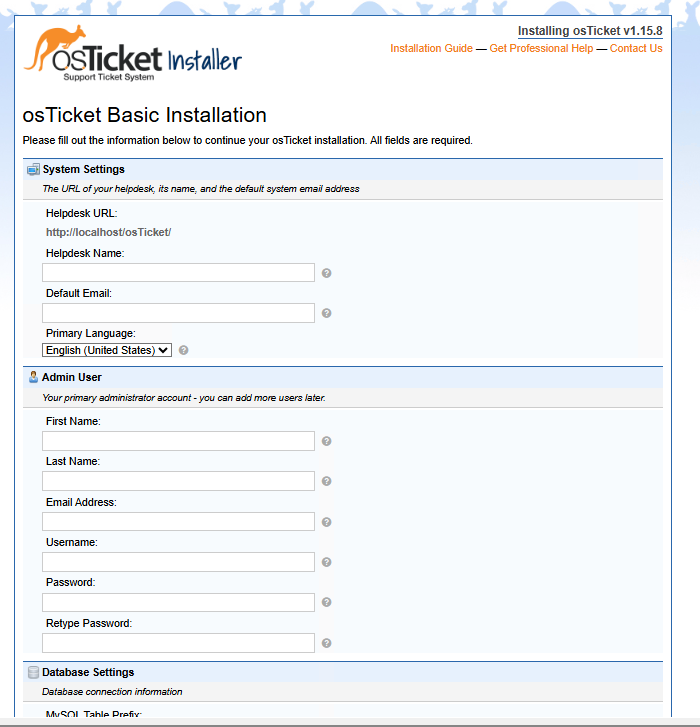 osTicket Installer
Support Ticket System
Installing osTicket v1.15.8
Installation Guide — Get Professional Help — Contact Us
osTicket Basic Installation
Please fill out the information below to continue your osTicket installation. All fields are required.
System Settings
The URL of your helpdesk, its name, and the default system email address
Helpdesk URL:
http://localhost/osTicket/
Helpdesk Name:
Default Email:
Primary Language:
English (United States)
Admin User
Your primary administrator account - you can add more users later.
First Name:
Last Name:
Email Address:
Username:
Password:
Retype Password:
Database Settings
Database connection information
MySQL Table Prefix: